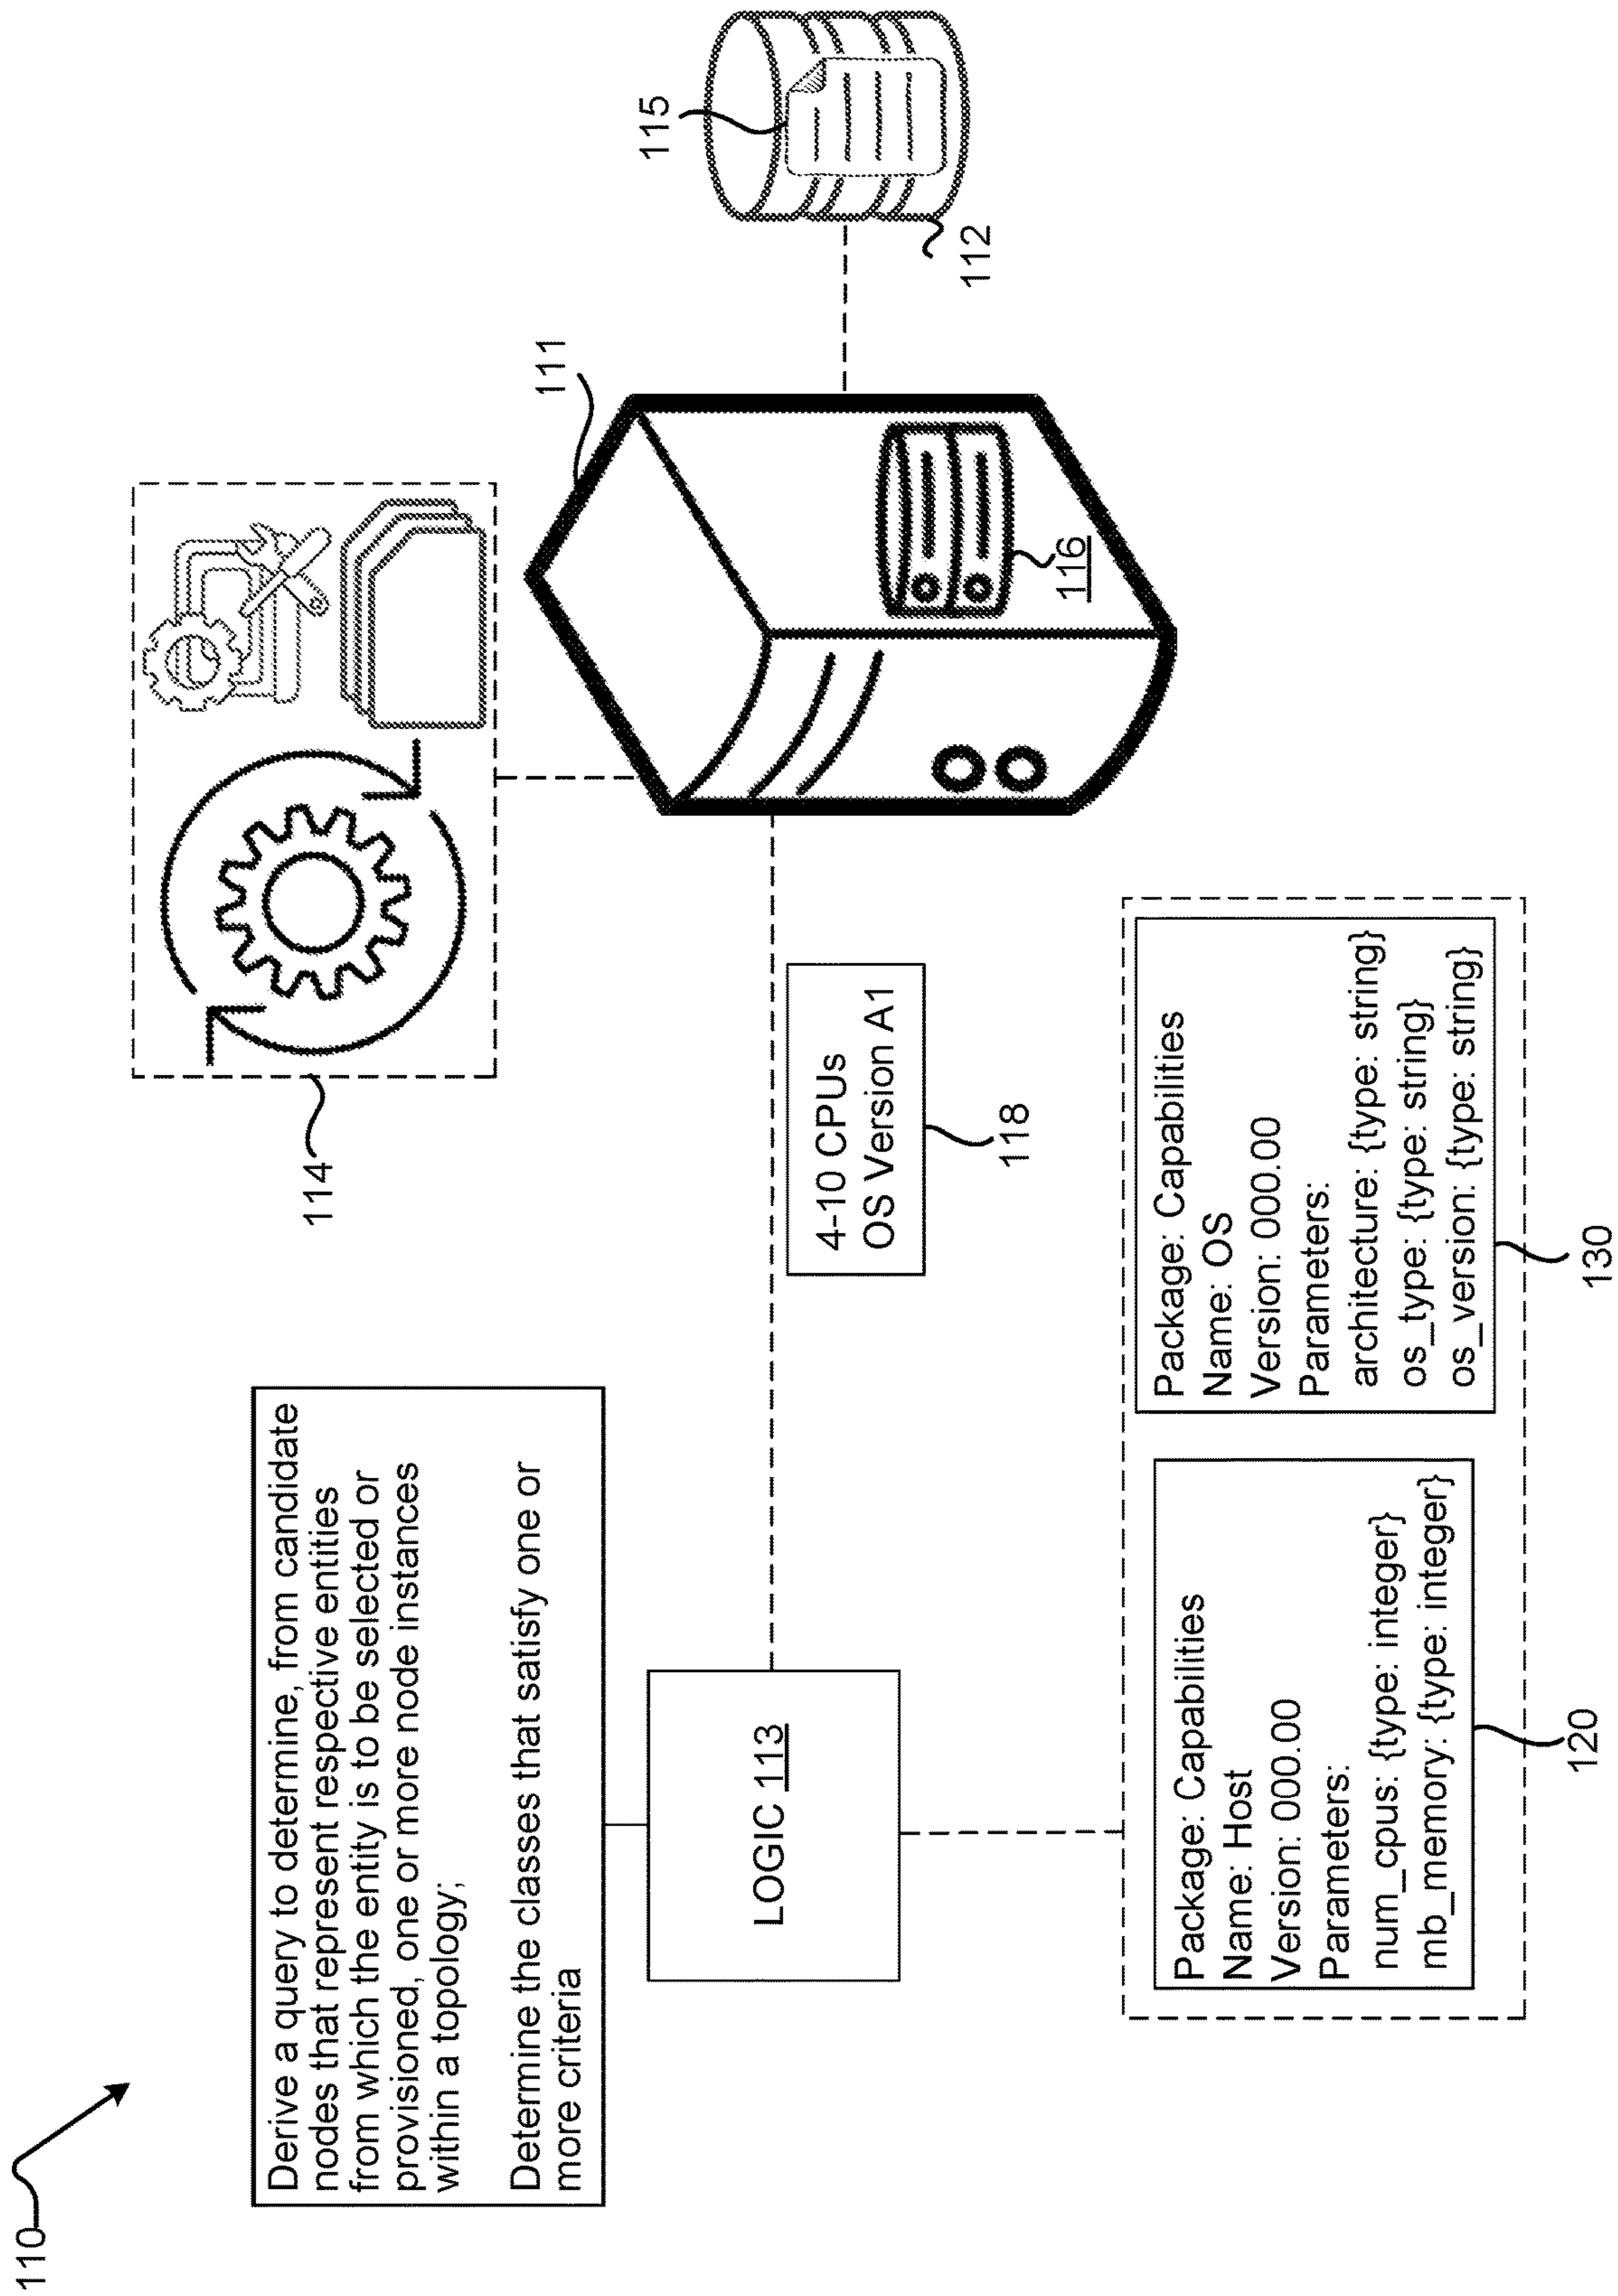 110
Derive a query to determine, from candidate
nodes that represent respective entities
from which the entity is to be selected or
provisioned, one or more node instances
within a topology;
Determine the classes that satisfy one or
more criteria
LOGIC 113
114
111
115
112
116
4-10 CPUs
OS Version A1
118
Package: Capabilities
Name: Host
Version: 000.00
Parameters:
num_cpus: {type: integer}
mb_memory: {type: integer}
120
Package: Capabilities
Name: OS
Version: 000.00
Parameters:
architecture: {type: string}
os_type: {type: string}
os_version: {type: string}
130